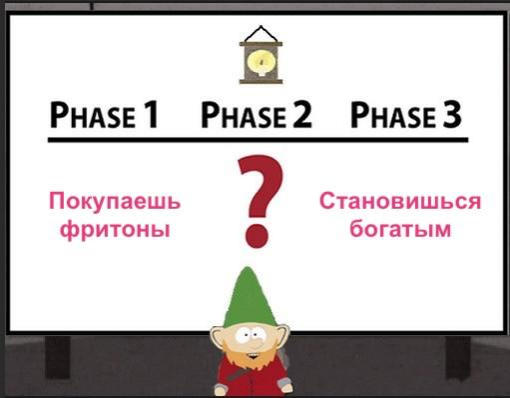 PHASE 1 PHASE 2 PHASE 3
Покупаешь
фритоны
?
Становишься
богатым